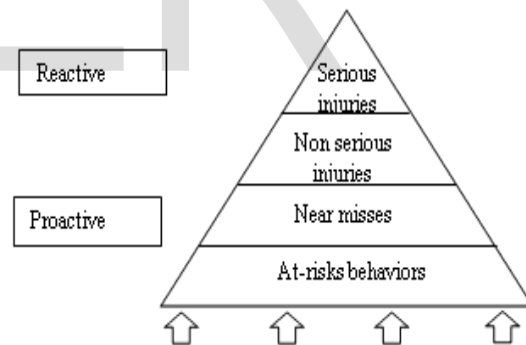 Reactive
Serious
injuries
Non serious
injuries
Proactive
Near misses
At-risks behaviors